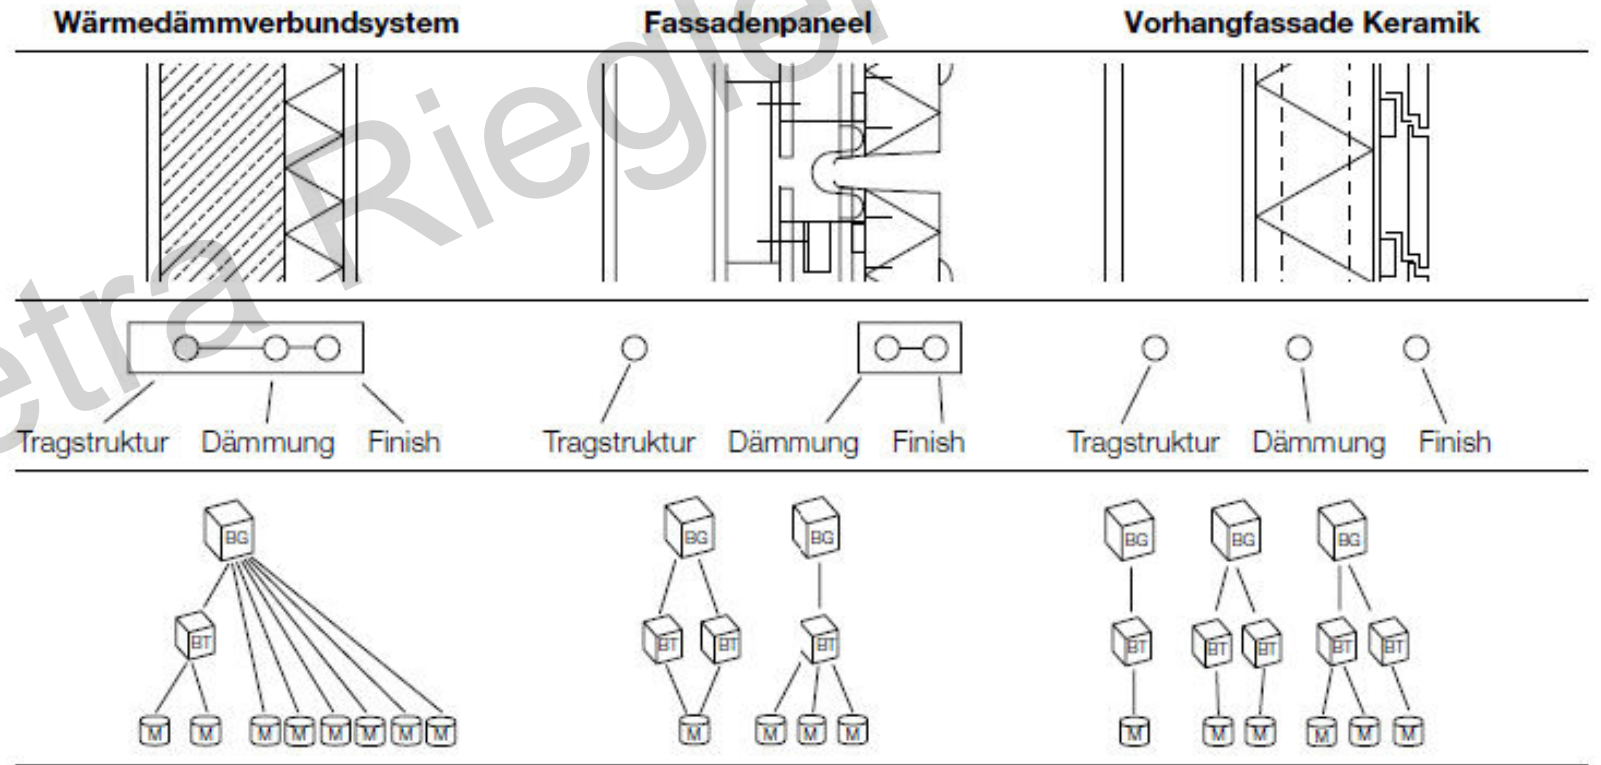 Wärmedämmverbundsystem Fassadenpaneel Vorhangfassade Keramik
Tragstruktur Dämmung Finish Tragstruktur Dämmung Finish Tragstruktur Dämmung Finish
BG BG BG BG BG BG
BT BT BT BT BT BT BT BT BT
M M M M M M M M M M M M M M M M M M
etra Riegler